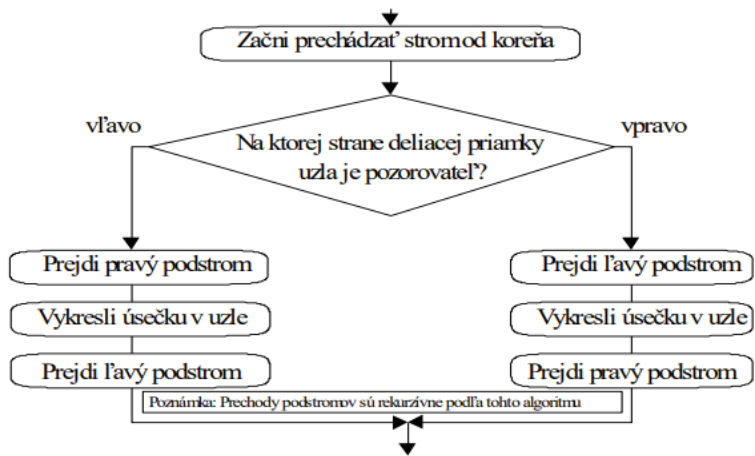 Začni prechádzať strom od koreňa
vľavo
Na ktorej strane deliacej priamky
uzla je pozorovateľ?
vpravo
Prejdi pravý podstrom
Vykresli úsečku v uzle
Prejdi ľavý podstrom
Prejdi ľavý podstrom
Vykresli úsečku v uzle
Prejdi pravý podstrom
Poznámka: Prechody podstromov sú rekurzívne podľa tohto algoritmu